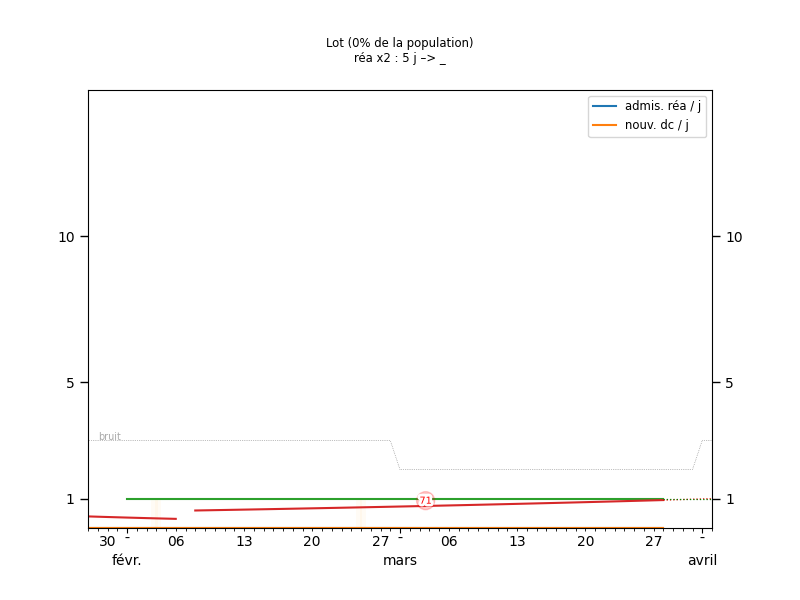 Lot (0% de la population)
réa x2 : 5 j –> _
admis. réa / j
nouv. dc / j
10 10
5 5
bruit
1 71 1
30 - 06 13 20 27 - 06 13 20 27 -
févr. mars avril